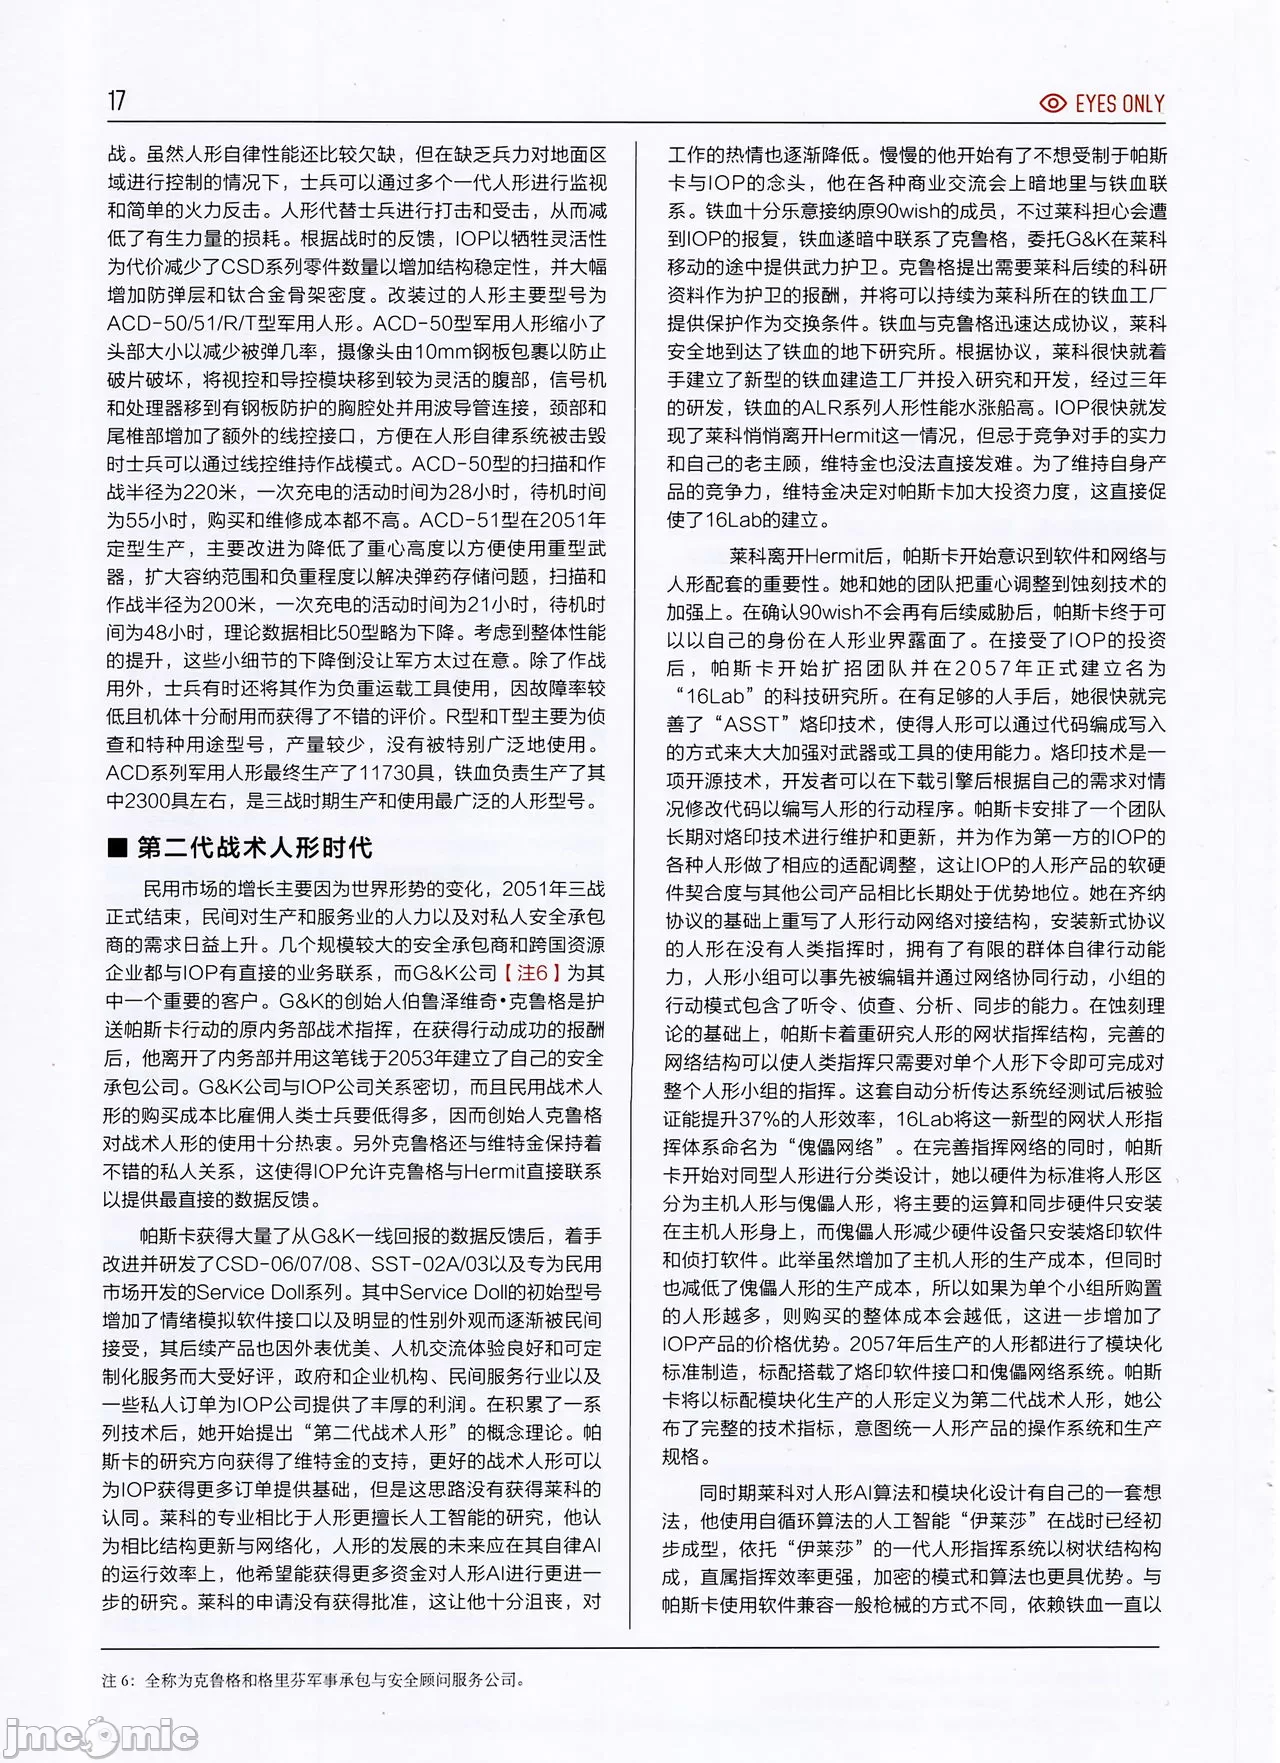 17
EYES ONLY
战。虽然人形自律性能还比较欠缺，但在缺乏兵力对地面区
域进行控制的情况下，士兵可以通过多个一代人形进行监视
和简单的火力反击。人形代替士兵进行打击和受击，从而减
低了有生力量的损耗。根据战时的反馈，IOP以牺牲灵活性
为代价减少了CSD系列零件数量以增加结构稳定性，并大幅
增加防弹层和钛合金骨架密度。改装过的人形主要型号为
ACD-50/51/R/T型军用人形。ACD-50型军用人形缩小了
头部大小以减少被弹几率，摄像头由10mm钢板包裹以防止
破片破坏，将视控和导控模块移到较为灵活的腹部，信号机
和处理器移到有钢板防护的胸腔处并用波导管连接，颈部和
尾椎部增加了额外的线控接口，方便在人形自律系统被击毁
时士兵可以通过线控维持作战模式。ACD-50型的扫描和作
战半径为220米，一次充电的活动时间为28小时，待机时间
为55小时，购买和维修成本都不高。ACD-51型在2051年
定型生产，主要改进为降低了重心高度以方便使用重型武
器，扩大容纳范围和负重程度以解决弹药存储问题，扫描和
作战半径为200米，一次充电的活动时间为21小时，待机时
间为48小时，理论数据相比50型略为下降。考虑到整体性能
的提升，这些小细节的下降倒没让军方太过在意。除了作战
用外，士兵有时还将其作为负重运载工具使用，因故障率较
低且机体十分耐用而获得了不错的评价。R型和T型主要为侦
查和特种用途型号，产量较少，没有被特别广泛地使用。
ACD系列军用人形最终生产了11730具，铁血负责生产了其
中2300具左右，是三战时期生产和使用最广泛的人形型号。
■ 第二代战术人形时代
民用市场的增长主要因为世界形势的变化，2051年三战
正式结束，民间对生产和服务业的人力以及对私人安全承包
商的需求日益上升。几个规模较大的安全承包商和跨国资源
企业都与IOP有直接的业务联系，而G&K公司【注6】为其
中一个重要的客户。G&K的创始人伯鲁泽维奇•克鲁格是护
送帕斯卡行动的原内务部战术指挥，在获得行动成功的报酬
后，他离开了内务部并用这笔钱于2053年建立了自己的安全
承包公司。G&K公司与IOP公司关系密切，而且民用战术人
形的购买成本比雇佣人类士兵要低得多，因而创始人克鲁格
对战术人形的使用十分热衷。另外克鲁格还与维特金保持着
不错的私人关系，这使得IOP允许克鲁格与Hermit直接联系
以提供最直接的数据反馈。
帕斯卡获得大量了从G&K一线回报的数据反馈后，着手
改进并研发了CSD-06/07/08、SST-02A/03以及专为民用
市场开发的Service Doll系列。其中Service Doll的初始型号
增加了情绪模拟软件接口以及明显的性别外观而逐渐被民间
接受，其后续产品也因外表优美、人机交流体验良好和可定
制化服务而大受好评，政府和企业机构、民间服务行业以及
一些私人订单为IOP公司提供了丰厚的利润。在积累了一系
列技术后，她开始提出“第二代战术人形”的概念理论。帕
斯卡的研究方向获得了维特金的支持，更好的战术人形可以
为IOP获得更多订单提供基础，但是这思路没有获得莱科的
认同。莱科的专业相比于人形更擅长人工智能的研究，他认
为相比结构更新与网络化，人形的发展的未来应在其自律AI
的运行效率上，他希望能获得更多资金对人形AI进行更进一
步的研究。莱科的申请没有获得批准，这让他十分沮丧，对
工作的热情也逐渐降低。慢慢的他开始有了不想受制于帕斯
卡与IOP的念头，他在各种商业交流会上暗地里与铁血联
系。铁血十分乐意接纳原90wish的成员，不过莱科担心会遭
到IOP的报复，铁血遂暗中联系了克鲁格，委托G&K在莱科
移动的途中提供武力护卫。克鲁格提出需要莱科后续的科研
资料作为护卫的报酬，并将可以持续为莱科所在的铁血工厂
提供保护作为交换条件。铁血与克鲁格迅速达成协议，莱科
安全地到达了铁血的地下研究所。根据协议，莱科很快就着
手建立了新型的铁血建造工厂并投入研究和开发，经过三年
的研发，铁血的ALR系列人形性能水涨船高。IOP很快就发
现了莱科悄悄离开Hermit这一情况，但忌于竞争对手的实力
和自己的老主顾，维特金也没法直接发难。为了维持自身产
品的竞争力，维特金决定对帕斯卡加大投资力度，这直接促
使了16Lab的建立。
莱科离开Hermit后，帕斯卡开始意识到软件和网络与
人形配套的重要性。她和她的团队把重心调整到蚀刻技术的
加强上。在确认90wish不会再有后续威胁后，帕斯卡终于可
以以自己的身份在人形业界露面了。在接受了IOP的投资
后，帕斯卡开始扩招团队并在2057年正式建立名为
“16Lab”的科技研究所。在有足够的人手后，她很快就完
善了“ASST”烙印技术，使得人形可以通过代码编成写入
的方式来大大加强对武器或工具的使用能力。烙印技术是一
项开源技术，开发者可以在下载引擎后根据自己的需求对情
况修改代码以编写人形的行动程序。帕斯卡安排了一个团队
长期对烙印技术进行维护和更新，并为作为第一方的IOP的
各种人形做了相应的适配调整，这让IOP的人形产品的软硬
件契合度与其他公司产品相比长期处于优势地位。她在齐纳
协议的基础上重写了人形行动网络对接结构，安装新式协议
的人形在没有人类指挥时，拥有了有限的群体自律行动能
力，人形小组可以事先被编辑并通过网络协同行动，小组的
行动模式包含了听令、侦查、分析、同步的能力。在蚀刻理
论的基础上，帕斯卡着重研究人形的网状指挥结构，完善的
网络结构可以使人类指挥只需要对单个人形下令即可完成对
整个人形小组的指挥。这套自动分析传达系统经测试后被验
证能提升37%的人形效率，16Lab将这一新型的网状人形指
挥体系命名为“傀儡网络”。在完善指挥网络的同时，帕斯
卡开始对同型人形进行分类设计，她以硬件为标准将人形区
分为主机人形与傀儡人形，将主要的运算和同步硬件只安装
在主机人形身上，而傀儡人形减少硬件设备只安装烙印软件
和侦打软件。此举虽然增加了主机人形的生产成本，但同时
也减低了傀儡人形的生产成本，所以如果为单个小组所购置
的人形越多，则购买的整体成本会越低，这进一步增加了
IOP产品的价格优势。2057年后生产的人形都进行了模块化
标准制造，标配搭载了烙印软件接口和傀儡网络系统。帕斯
卡将以标配模块化生产的人形定义为第二代战术人形，她公
布了完整的技术指标，意图统一人形产品的操作系统和生产
规格。
同时期莱科对人形AI算法和模块化设计有自己的一套想
法，他使用自循环算法的人工智能“伊莱莎”在战时已经初
步成型，依托“伊莱莎”的一代人形指挥系统以树状结构构
成，直属指挥效率更强，加密的模式和算法也更具优势。与
帕斯卡使用软件兼容一般枪械的方式不同，依赖铁血一直以
注 6：全称为克鲁格和格里芬军事承包与安全顾问服务公司。
jmcomic